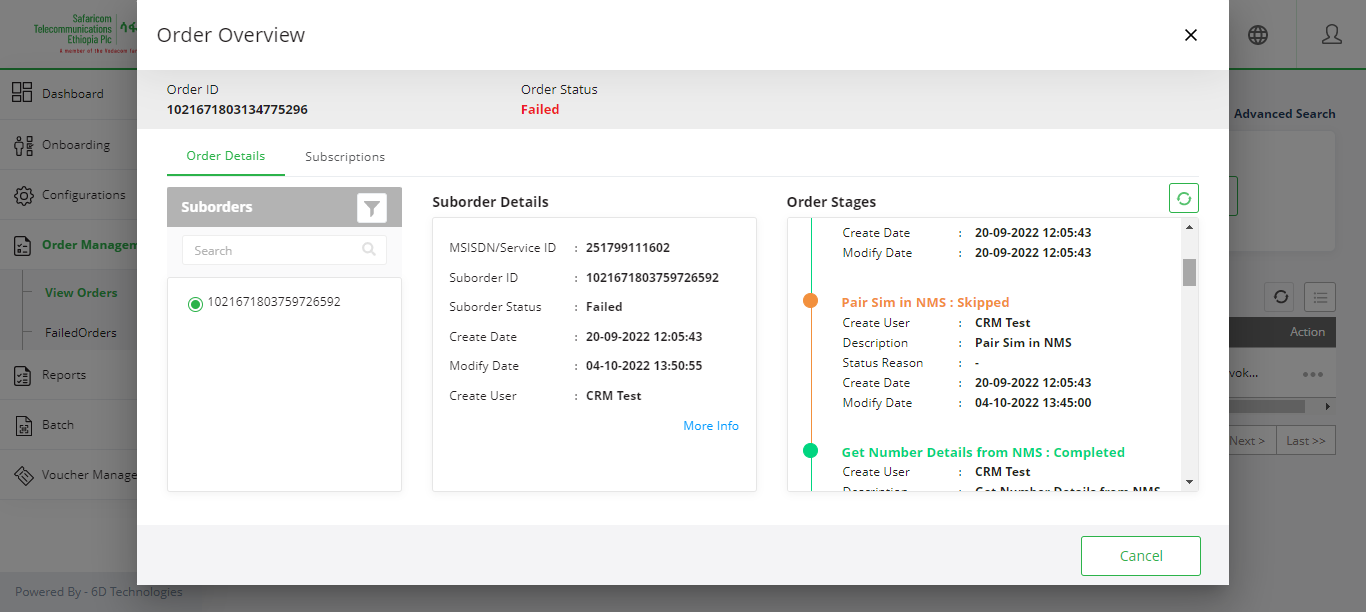 Safaricom
Telecommunications
Ethiopia Plc
A member of the Vodacom
Order Overview
Order ID
1021671803134775296
Order Status
Failed
Advanced Search
Dashboard
Onboarding
Configurations
Order Managem
View Orders
FailedOrders
Reports
Batch
Voucher Manage
Order Details
Subscriptions
Suborders
Search
1021671803759726592
Suborder Details
MSISDN/Service ID : 251799111602
Suborder ID : 1021671803759726592
Suborder Status : Failed
Create Date : 20-09-2022 12:05:43
Modify Date : 04-10-2022 13:50:55
Create User : CRM Test
More Info
Order Stages
Create Date : 20-09-2022 12:05:43
Modify Date : 20-09-2022 12:05:43
Pair Sim in NMS : Skipped
Create User : CRM Test
Description : Pair Sim in NMS
Status Reason : -
Create Date : 20-09-2022 12:05:43
Modify Date : 04-10-2022 13:45:00
Get Number Details from NMS : Completed
Create User : CRM Test
Description : Get Number Details from NMS
Action
vok...
Next >
Last >>
Cancel
Powered By - 6D Technologies